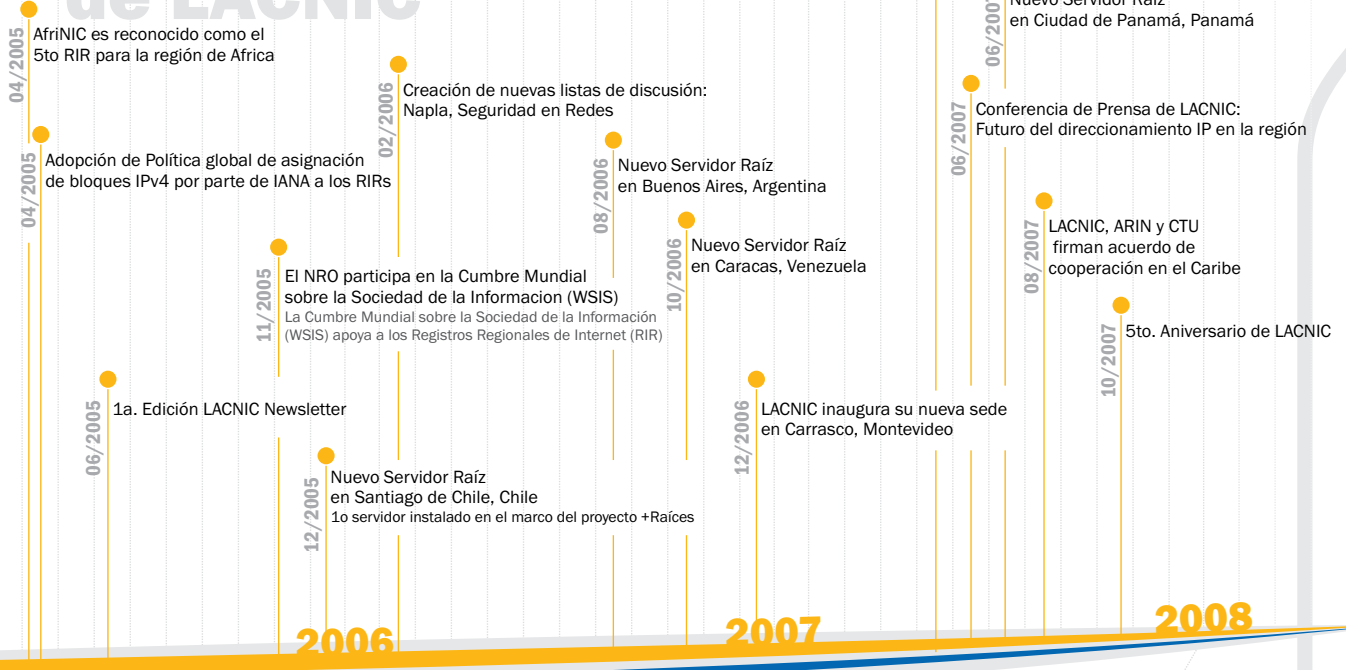 de LACNIC
04/2005
AfriNIC es reconocido como el
5to RIR para la región de Africa
04/2005
Adopción de Política global de asignación
de bloques IPv4 por parte de IANA a los RIRs
06/2005
1a. Edición LACNIC Newsletter
11/2005
El NRO participa en la Cumbre Mundial
sobre la Sociedad de la Informacion (WSIS)
La Cumbre Mundial sobre la Sociedad de la Información
(WSIS) apoya a los Registros Regionales de Internet (RIR)
12/2005
Nuevo Servidor Raíz
en Santiago de Chile, Chile
1o servidor instalado en el marco del proyecto +Raíces
02/2006
Creación de nuevas listas de discusión:
Napla, Seguridad en Redes
08/2006
Nuevo Servidor Raíz
en Buenos Aires, Argentina
10/2006
Nuevo Servidor Raíz
en Caracas, Venezuela
12/2006
LACNIC inaugura su nueva sede
en Carrasco, Montevideo
06/2007
Nuevo Servidor Raíz
en Ciudad de Panamá, Panamá
06/2007
Conferencia de Prensa de LACNIC:
Futuro del direccionamiento IP en la región
08/2007
LACNIC, ARIN y CTU
firman acuerdo de
cooperación en el Caribe
10/2007
5to. Aniversario de LACNIC
2006
2007
2008